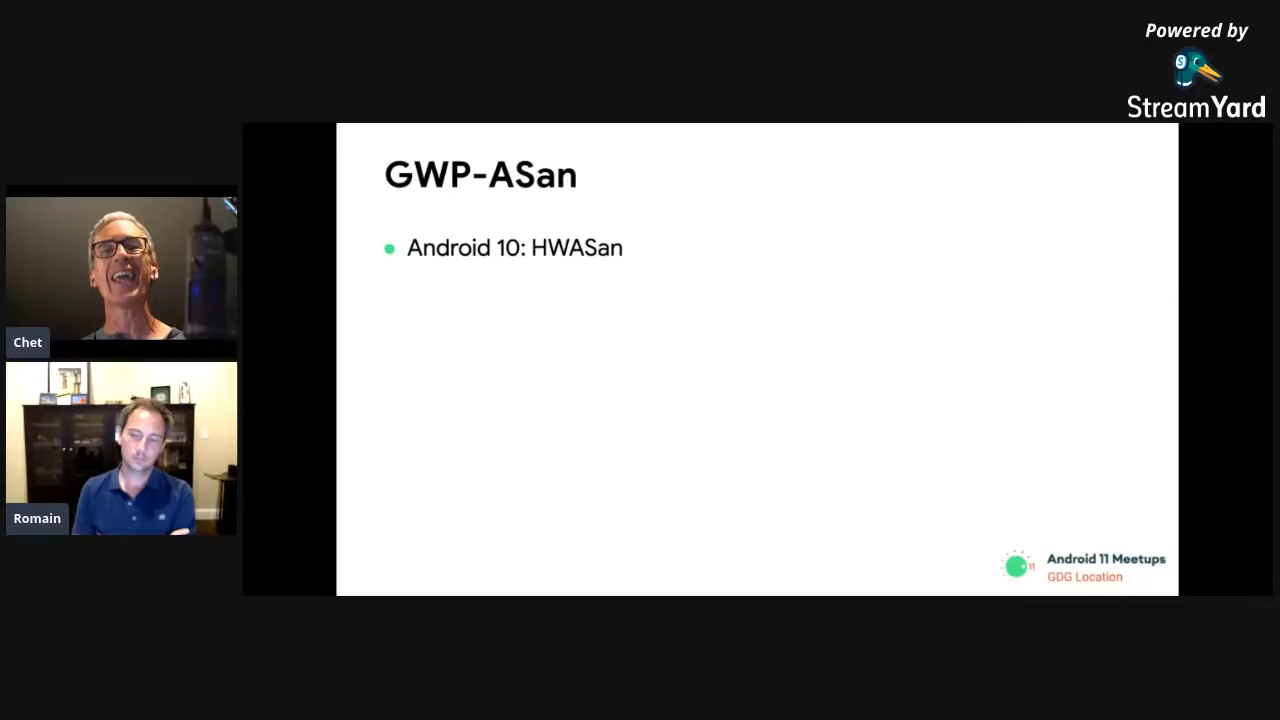 Powered by
StreamYard
GWP-ASan
Android 10: HWASan
Chet
Romain
Android 11 Meetups
GDG Location